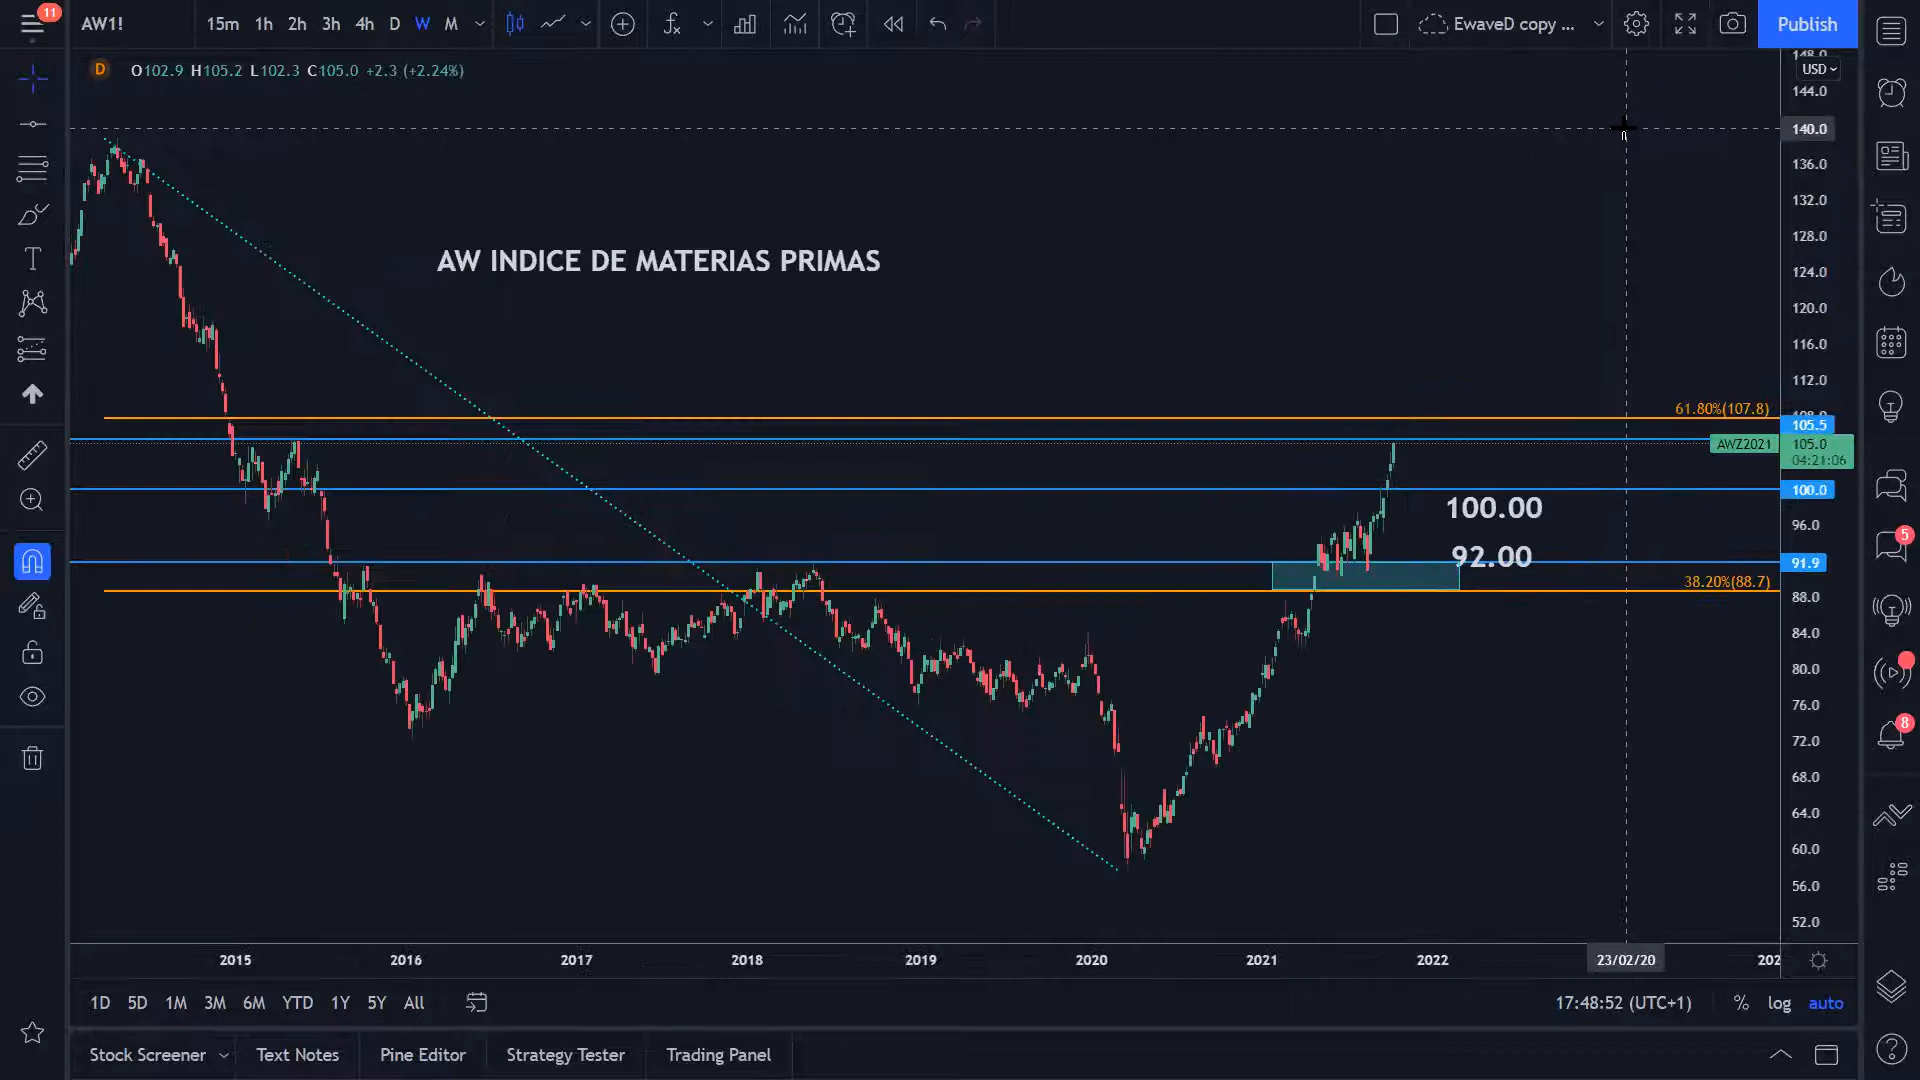 11
AW1!
15m 1h 2h 3h 4h D W M
EwaveD copy ...
Publish
D O102.9 H105.2 L102.3 C105.0 +2.3 (+2.24%)
USD
144.0
140.0
136.0
132.0
128.0
AW INDICE DE MATERIAS PRIMAS
124.0
120.0
116.0
112.0
61.80%(107.8)
105.5
AWZ2021 105.0
04:21:06
100.0
100.00
96.0
5
92.00
91.9
38.20%(88.7)
88.0
84.0
80.0
76.0
8
72.0
68.0
64.0
60.0
56.0
52.0
2015 2016 2017 2018 2019 2020 2021 2022 23/02/20 202
1D 5D 1M 3M 6M YTD 1Y 5Y All
17:48:52 (UTC+1) % log auto
Stock Screener Text Notes Pine Editor Strategy Tester Trading Panel